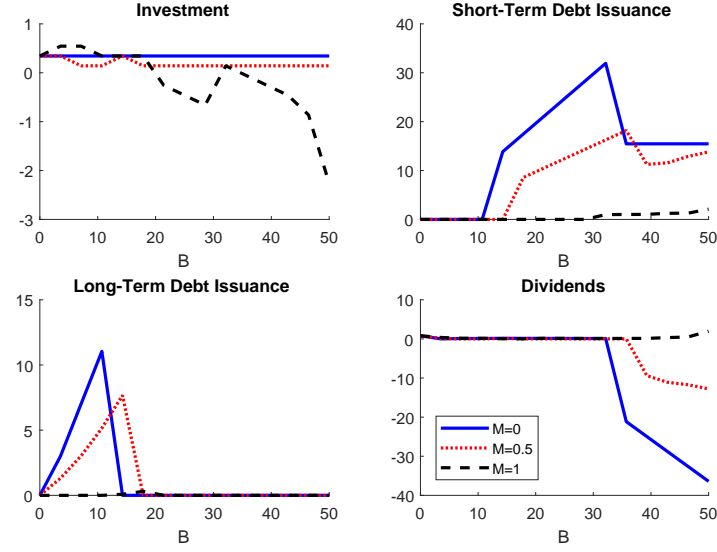 Investment
1
0
-1
-2
-3
0 10 20 30 40 50
B
Short-Term Debt Issuance
40
30
20
10
0
0 10 20 30 40 50
B
Long-Term Debt Issuance
15
10
5
0
0 10 20 30 40 50
B
Dividends
10
0
-10
-20
-30
-40
M=0
M=0.5
M=1
0 10 20 30 40 50
B